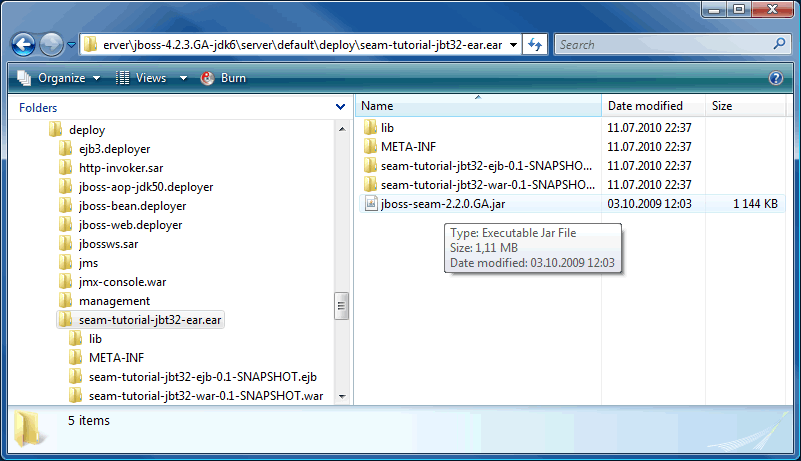 erver\jboss-4.2.3.GA-jdk6\server\default\deploy\seam-tutorial-jbt32-ear.ear Search
Organize Views Burn
Folders
deploy
ejb3.deployer
http-invoker.sar
jboss-aop-jdk50.deployer
jboss-bean.deployer
jboss-web.deployer
jbossws.sar
jms
jmx-console.war
management
seam-tutorial-jbt32-ear.ear
lib
META-INF
seam-tutorial-jbt32-ejb-0.1-SNAPSHOT.ejb
seam-tutorial-jbt32-war-0.1-SNAPSHOT.war
Name Date modified Size
lib 11.07.2010 22:37
META-INF 11.07.2010 22:37
seam-tutorial-jbt32-ejb-0.1-SNAPSHO... 11.07.2010 22:37
seam-tutorial-jbt32-war-0.1-SNAPSHO... 11.07.2010 22:37
jboss-seam-2.2.0.GA.jar 03.10.2009 12:03 1 144 KB
Type: Executable Jar File
Size: 1,11 MB
Date modified: 03.10.2009 12:03
5 items